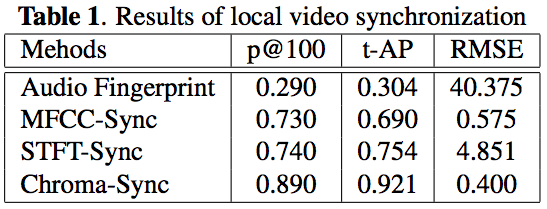 Table 1. Results of local video synchronization
Mehods p@100 t-AP RMSE
Audio Fingerprint 0.290 0.304 40.375
MFCC-Sync 0.730 0.690 0.575
STFT-Sync 0.740 0.754 4.851
Chroma-Sync 0.890 0.921 0.400